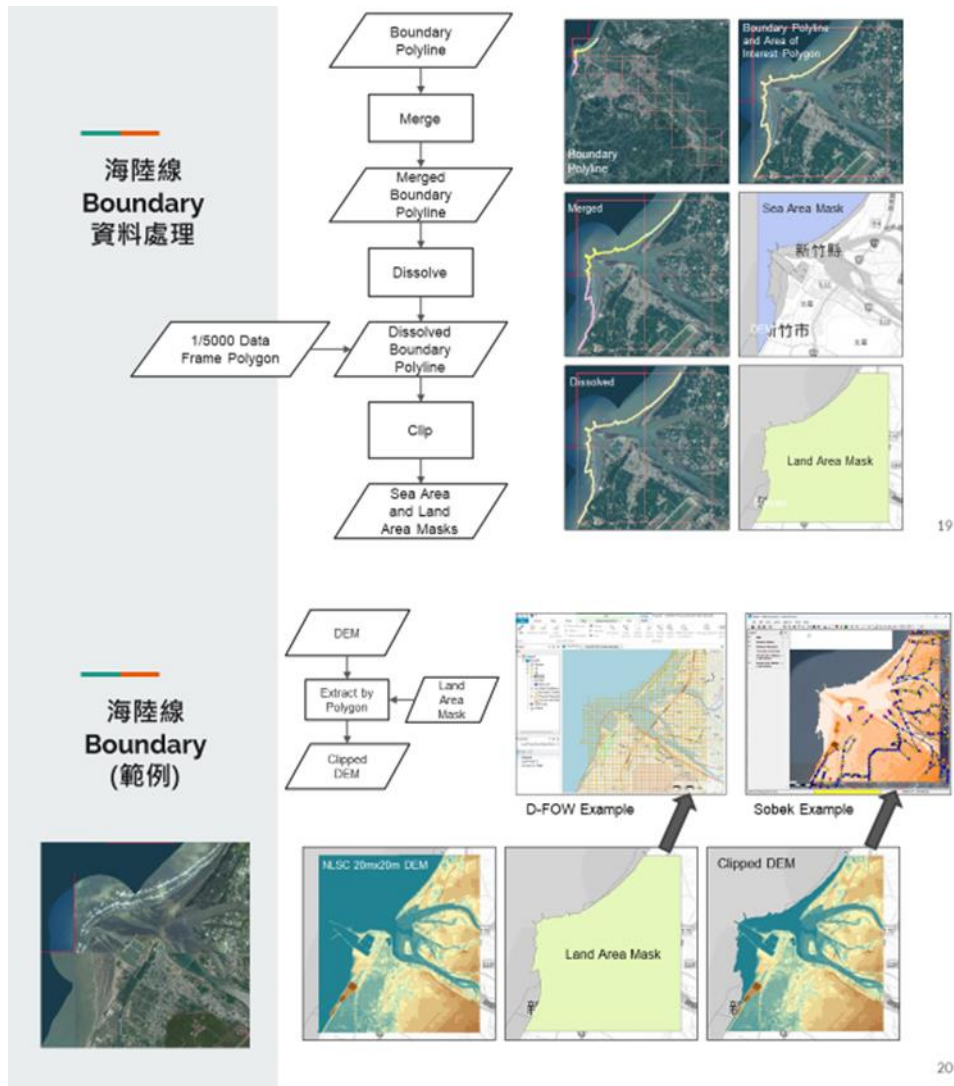 海陸線
Boundary
資料處理
Boundary
Polyline
Merge
Merged
Boundary
Polyline
Dissolve
1/5000 Data
Frame Polygon
Dissolved
Boundary
Polyline
Clip
Sea Area
and Land
Area Masks
Boundary
Polyline
Boundary Polyline
and Area of
Interest Polygon
Merged
Sea Area Mask
新竹縣
竹市
Dissolved
Land Area Mask
19
海陸線
Boundary
(範例)
DEM
Extract by
Polygon
Land
Area
Mask
Clipped
DEM
D-FOW Example
Sobek Example
NLSC 20mx20m DEM
Land Area Mask
Clipped DEM
20